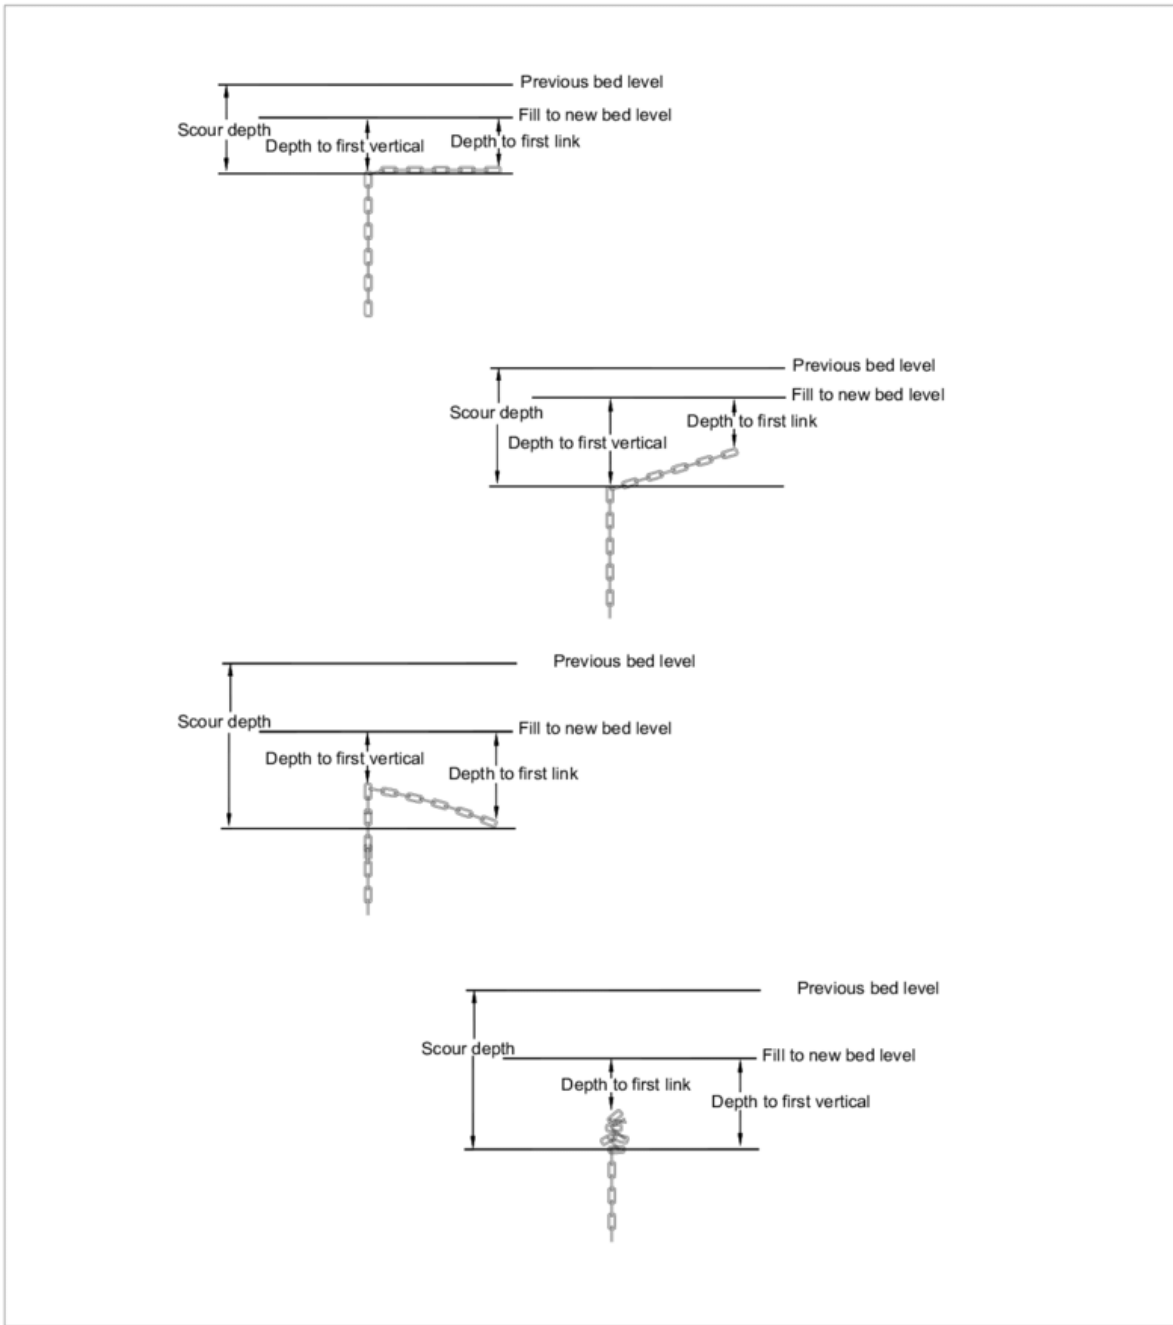 Previous bed level
Fill to new bed level
Scour depth
Depth to first vertical
Depth to first link
Previous bed level
Fill to new bed level
Scour depth
Depth to first vertical
Depth to first link
Previous bed level
Scour depth
Fill to new bed level
Depth to first vertical
Depth to first link
Previous bed level
Scour depth
Fill to new bed level
Depth to first link
Depth to first vertical